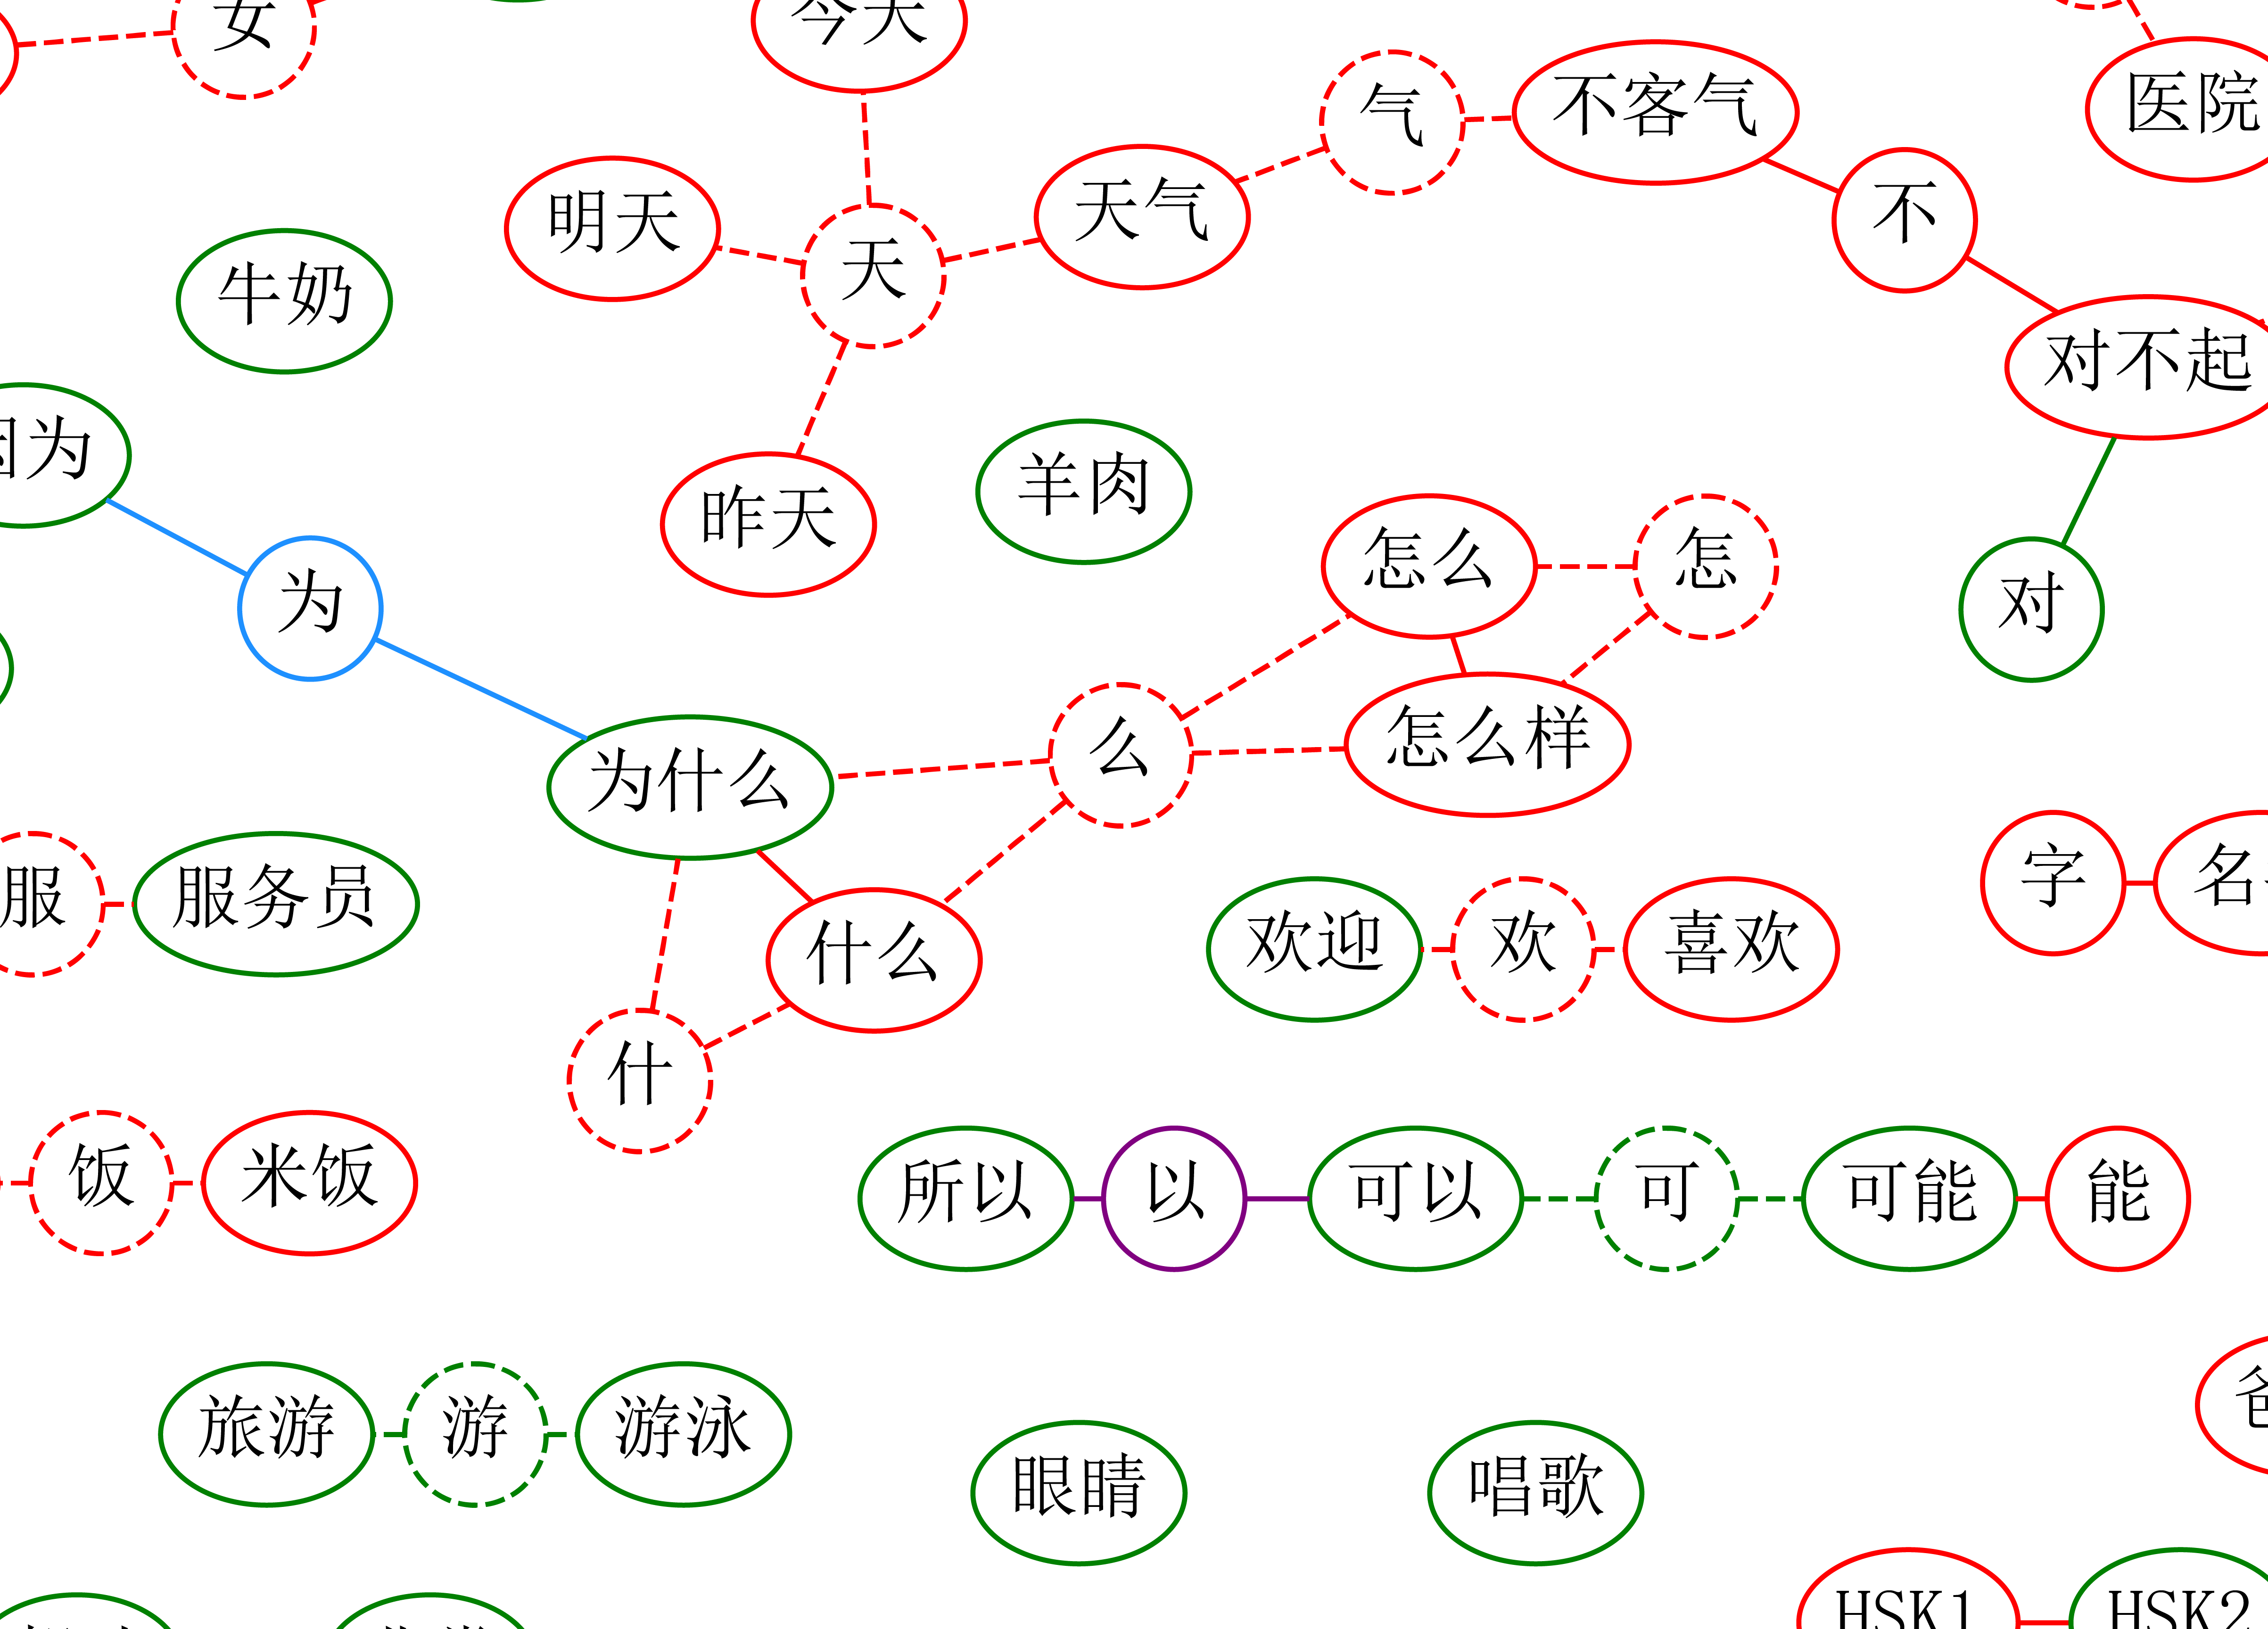 女
今天
气
不客气
医院
明天
天气
不
天
牛奶
对不起
因为
羊肉
昨天
怎么
怎
为
对
么
怎么样
为什么
服
服务员
字
名
什么
欢迎
欢
喜欢
什
饭
米饭
所以
以
可以
可
可能
能
旅游
游
游泳
眼睛
唱歌
HSK1
HSK2